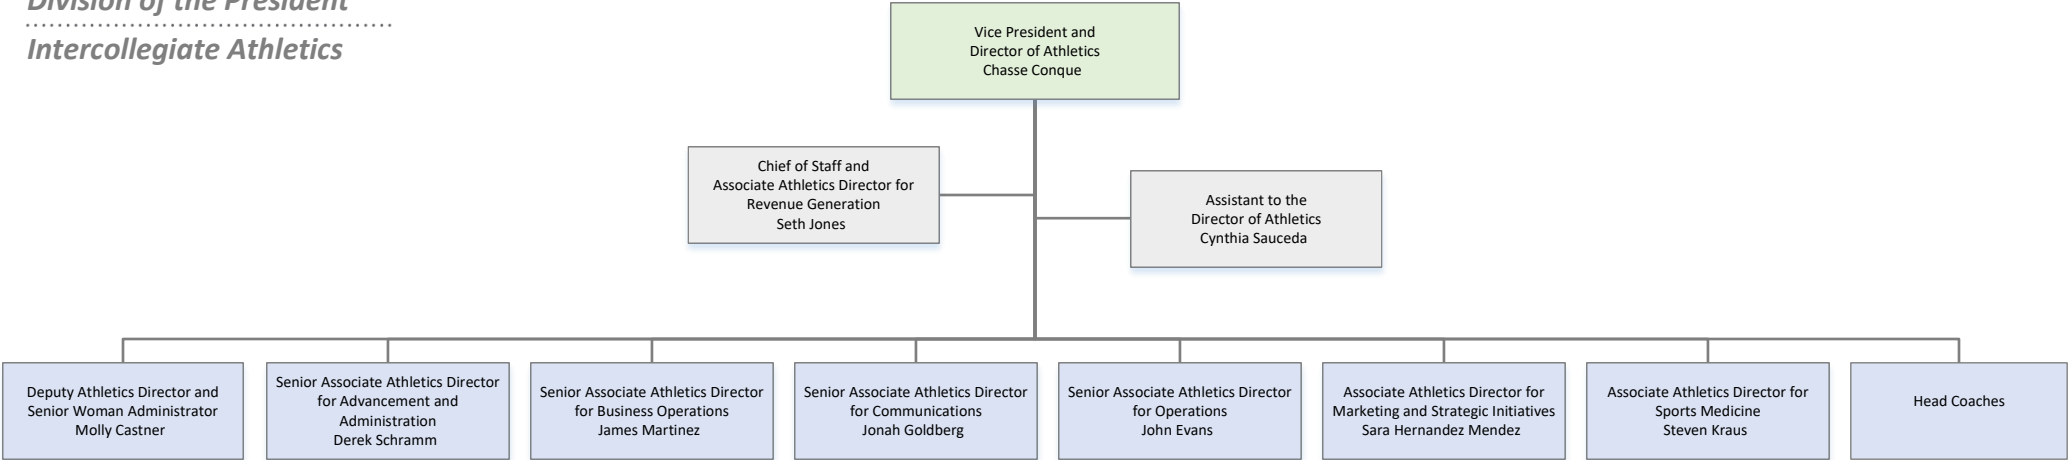 Division of the President
Intercollegiate Athletics
Vice President and
Director of Athletics
Chasse Conque
Chief of Staff and
Associate Athletics Director for
Revenue Generation
Seth Jones
Assistant to the
Director of Athletics
Cynthia Sauceda
Deputy Athletics Director and
Senior Woman Administrator
Molly Castner
Senior Associate Athletics Director
for Advancement and
Administration
Derek Schramm
Senior Associate Athletics Director
for Business Operations
James Martinez
Senior Associate Athletics Director
for Communications
Jonah Goldberg
Senior Associate Athletics Director
for Operations
John Evans
Associate Athletics Director for
Marketing and Strategic Initiatives
Sara Hernandez Mendez
Associate Athletics Director for
Sports Medicine
Steven Kraus
Head Coaches